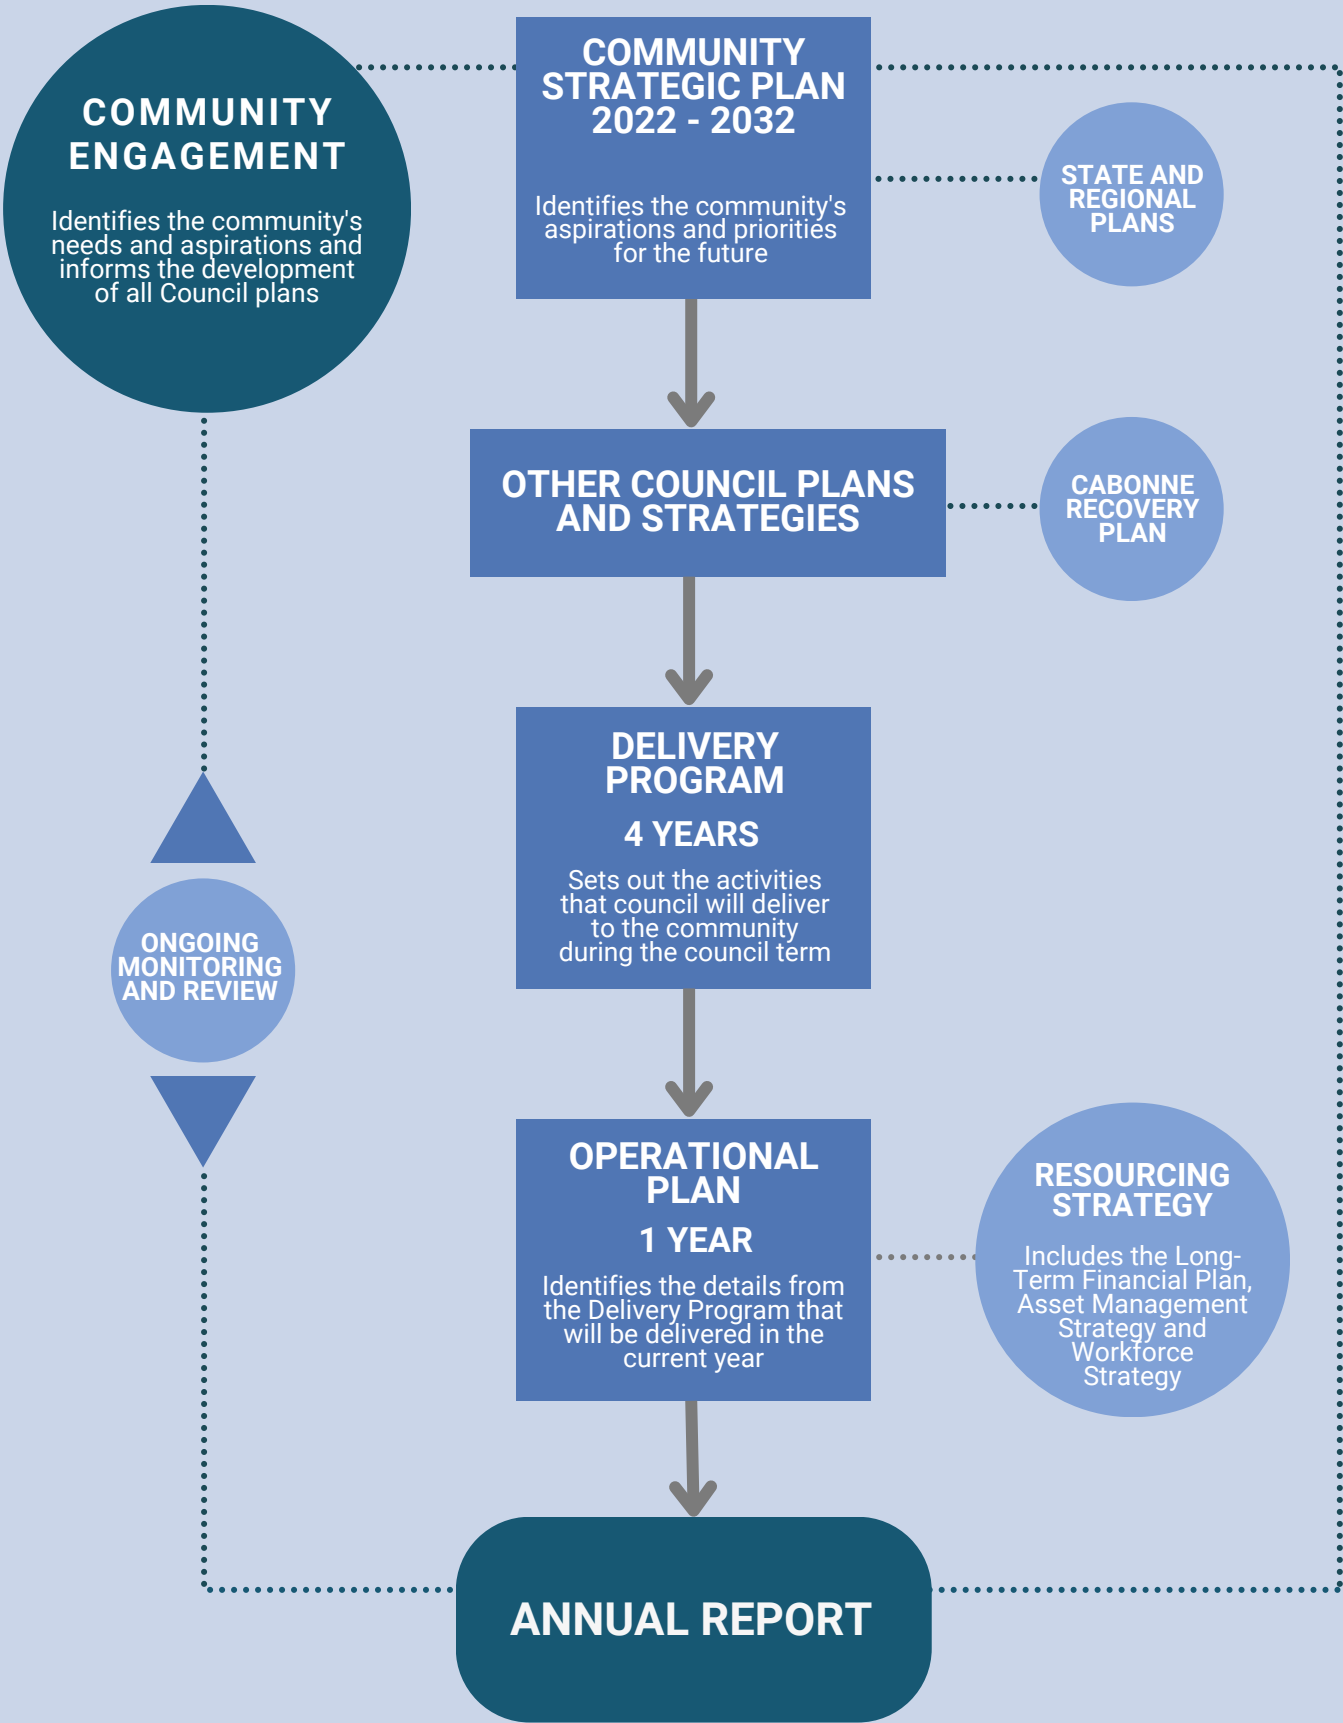 COMMUNITY
ENGAGEMENT
Identifies the community's
needs and aspirations and
informs the development
of all Council plans
COMMUNITY
STRATEGIC PLAN
2022 - 2032
Identifies the community's
aspirations and priorities
for the future
STATE AND
REGIONAL
PLANS
OTHER COUNCIL PLANS
AND STRATEGIES
CABONNE
RECOVERY
PLAN
DELIVERY
PROGRAM
4 YEARS
Sets out the activities
that council will deliver
to the community
during the council term
ONGOING
MONITORING
AND REVIEW
OPERATIONAL
PLAN
1 YEAR
Identifies the details from
the Delivery Program that
will be delivered in the
current year
RESOURCING
STRATEGY
Includes the Long-
Term Financial Plan,
Asset Management
Strategy and
Workforce
Strategy
ANNUAL REPORT